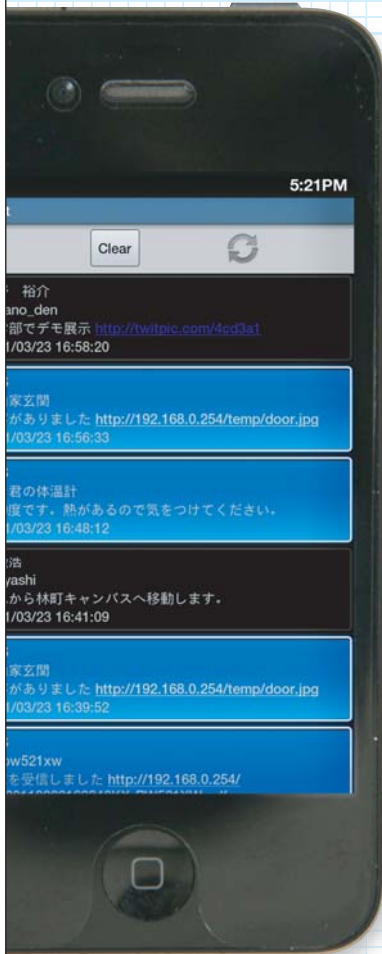 5:21PM
t
Clear
裕介
ano_den
部でデモ展示 http://twitpic.com/4cd3a1
1/03/23 16:58:20
家玄関
がありました http://192.168.0.254/temp/door.jpg
1/03/23 16:56:33
君の体温計
度です。熱があるので気をつけてください。
1/03/23 16:48:12
浩
yashi
から林町キャンパスへ移動します。
1/03/23 16:41:09
家玄関
がありました http://192.168.0.254/temp/door.jpg
1/03/23 16:39:52
ow521xw
を受信しました http://192.168.0.254/